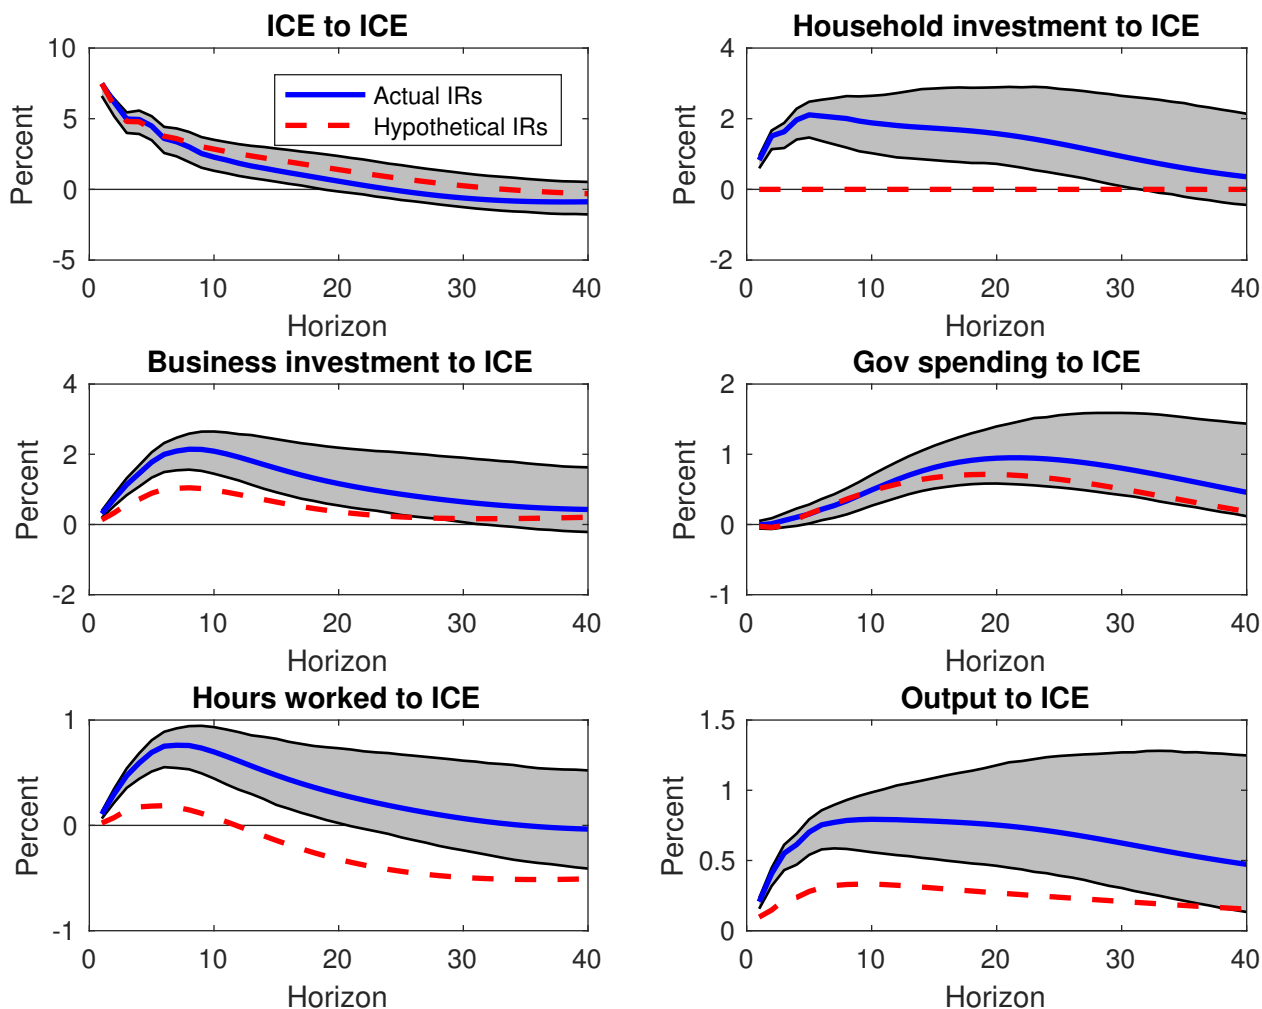 ICE to ICE
Percent
10
5
0
-5
Actual IRs
Hypothetical IRs
0 10 20 30 40
Horizon
Household investment to ICE
Percent
4
2
0
-2
0 10 20 30 40
Horizon
Business investment to ICE
Percent
4
2
0
-2
0 10 20 30 40
Horizon
Gov spending to ICE
Percent
2
1
0
-1
0 10 20 30 40
Horizon
Hours worked to ICE
Percent
1
0
-1
0 10 20 30 40
Horizon
Output to ICE
Percent
1.5
1
0.5
0
0 10 20 30 40
Horizon